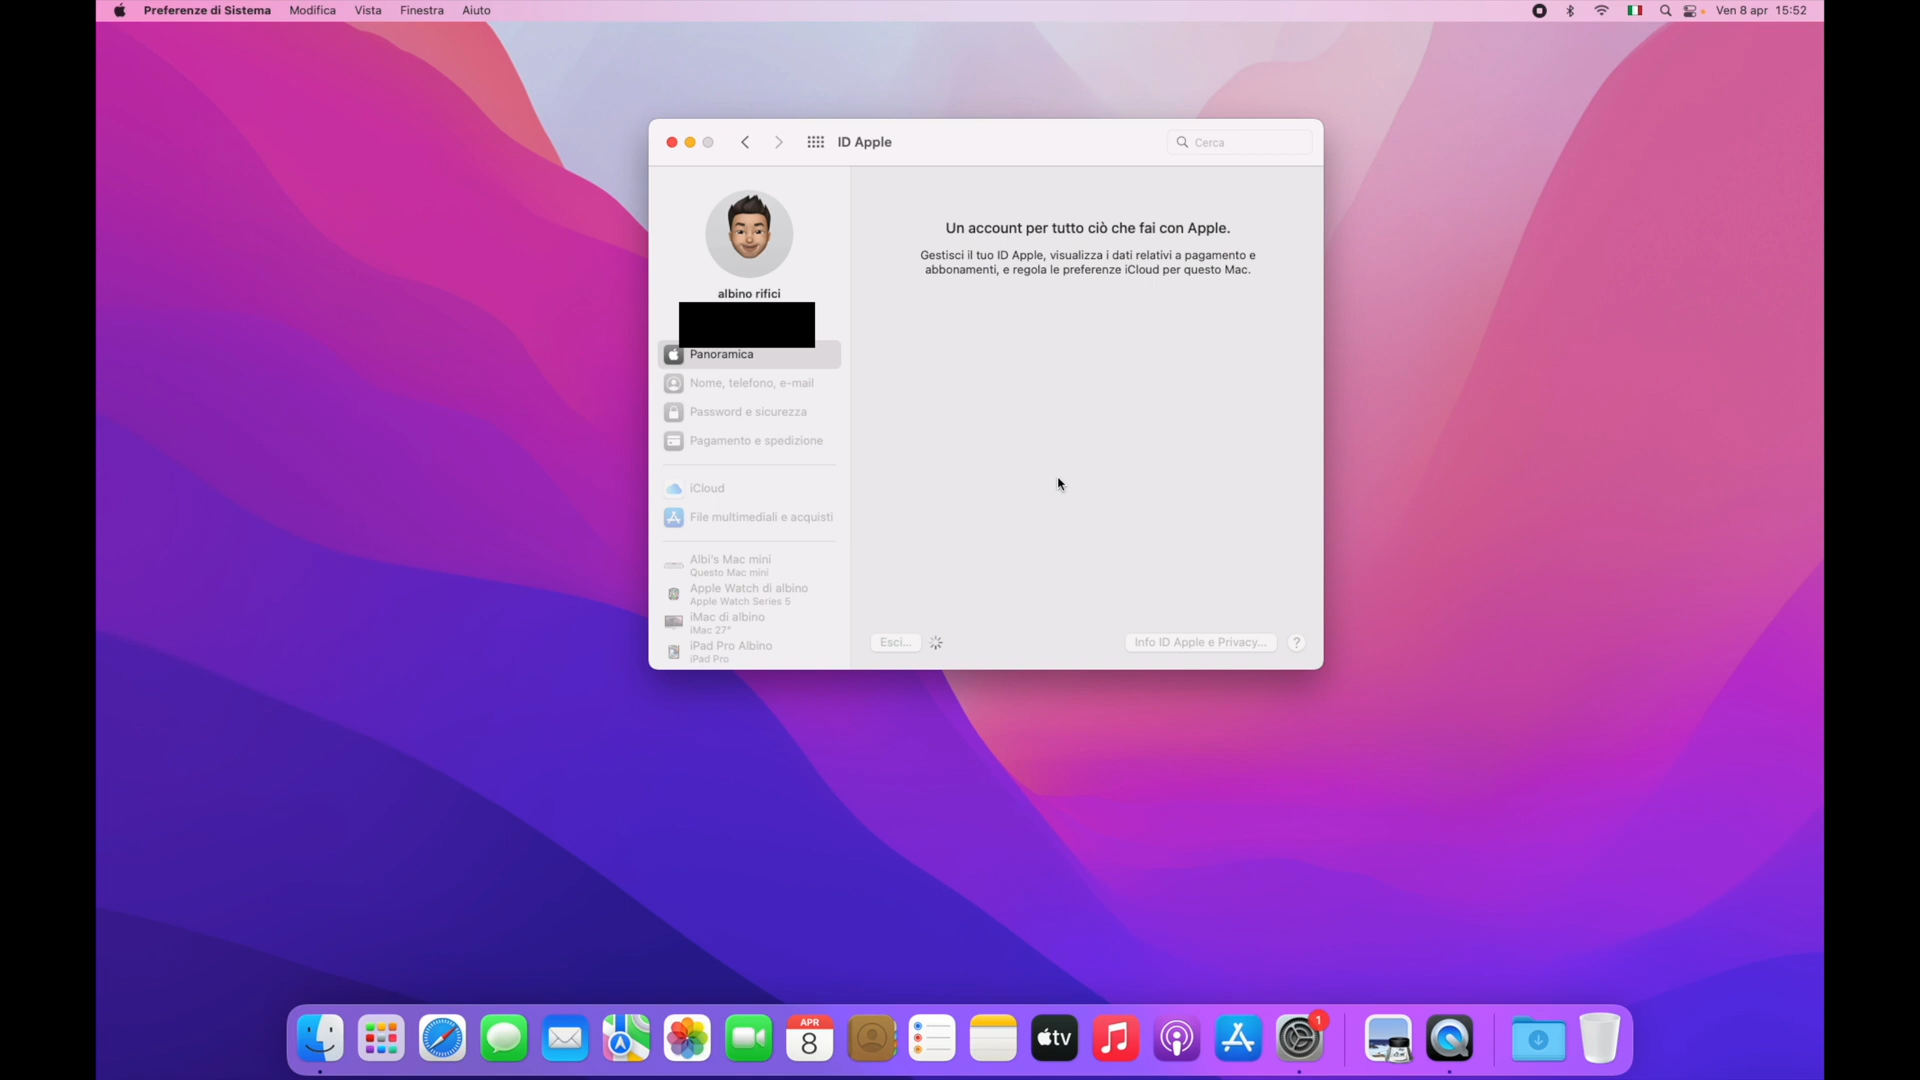 Preferenze di Sistema Modifica Vista Finestra Aiuto Ven 8 apr 15:52
ID Apple
Cerca
albino rifici
Panoramica
Nome, telefono, e-mail
Password e sicurezza
Pagamento e spedizione
iCloud
File multimediali e acquisti
Albi's Mac mini
Questo Mac mini
Apple Watch di albino
Apple Watch Series 5
iMac di albino
iMac 27"
iPad Pro Albino
iPad Pro
Un account per tutto ciò che fai con Apple.
Gestisci il tuo ID Apple, visualizza i dati relativi a pagamento e
abbonamenti, e regola le preferenze iCloud per questo Mac.
Esci...
Info ID Apple e Privacy...
?
APR
8
tv
1